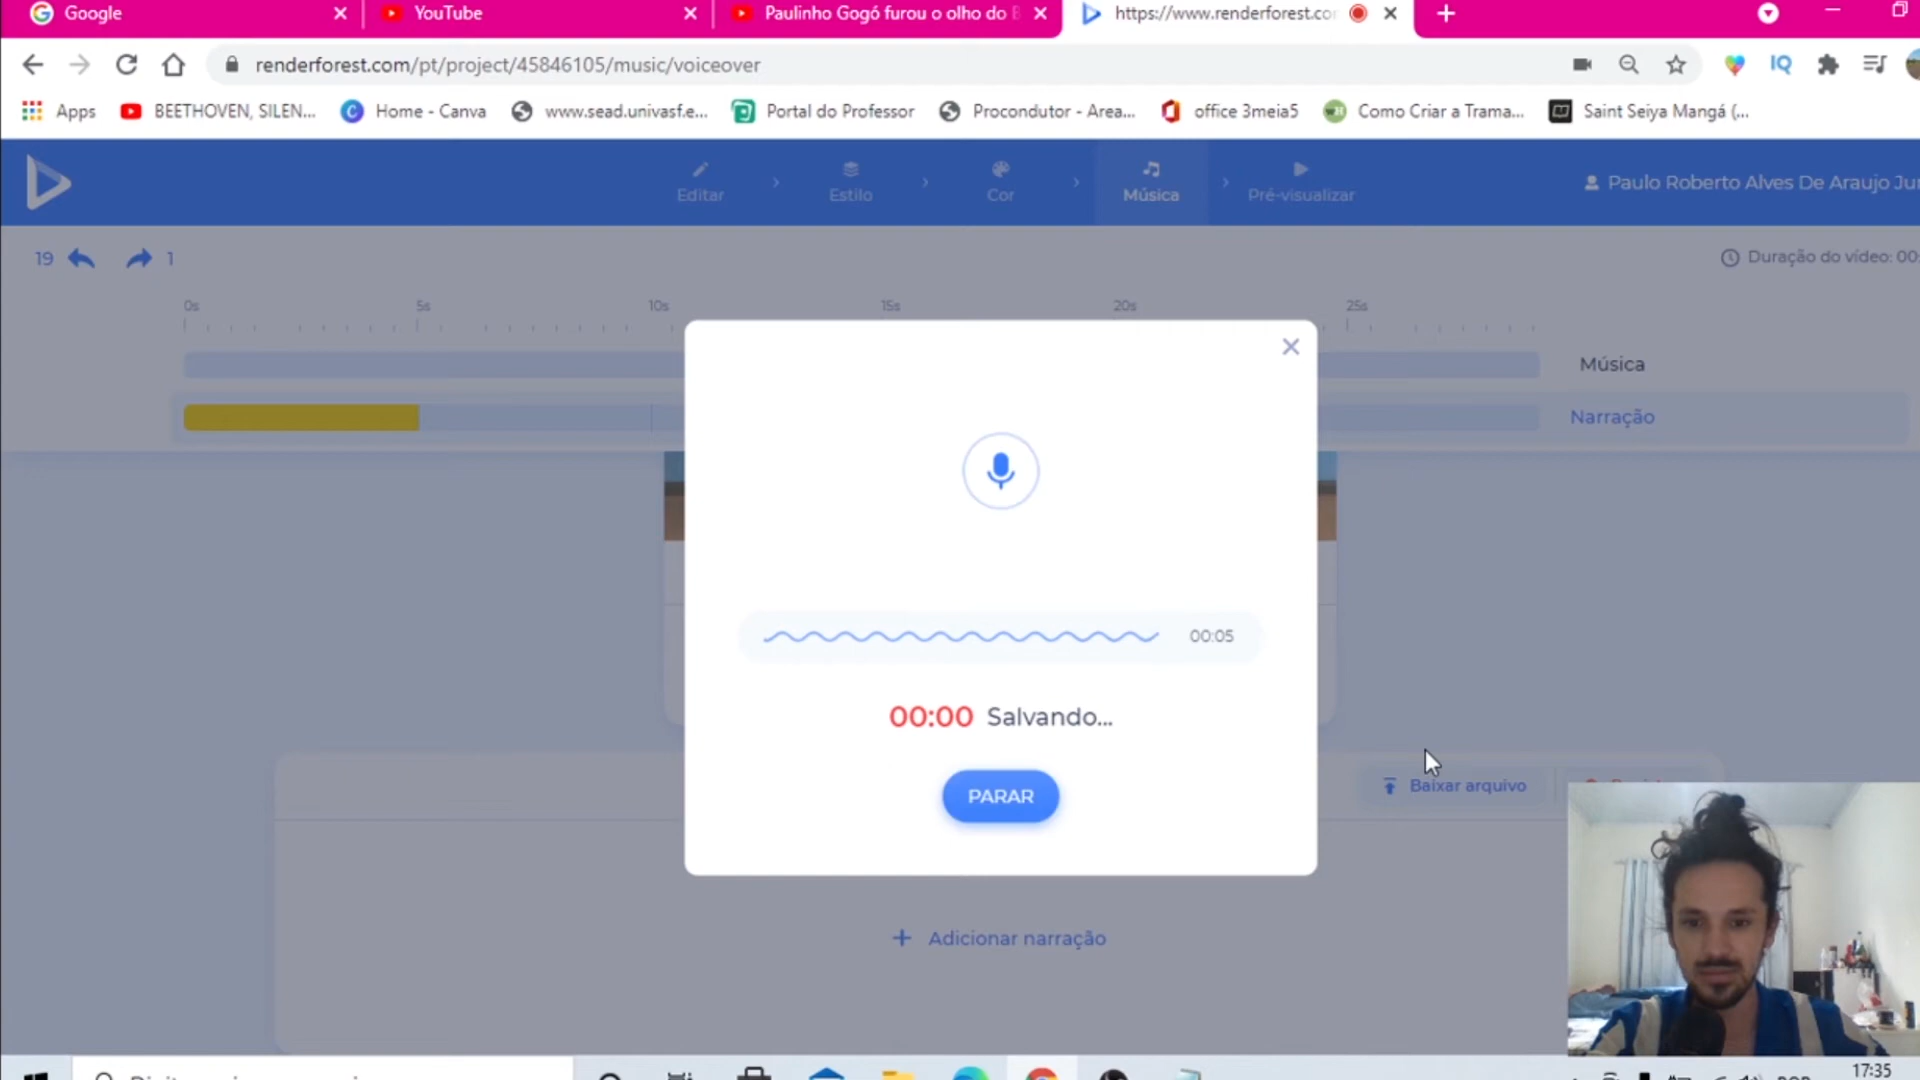 Google
YouTube
Paulinho Gogó furou o olho do
https://www.renderforest.co
renderforest.com/pt/project/45846105/music/voiceover
IQ
Apps
BEETHOVEN, SILEN...
Home - Canva
www.sead.univasf.e...
Portal do Professor
Procondutor - Area...
office 3meia5
Como Criar a Trama...
Saint Seiya Mangá (...
Editar
Estilo
Cor
Música
Pré-visualizar
Paulo Roberto Alves De Araujo
19
1
Duração do vídeo: 00
0s
5s
10s
15s
20s
25s
Música
Narração
00:05
00:00 Salvando...
PARAR
Baixar arquivo
+ Adicionar narração
17:35